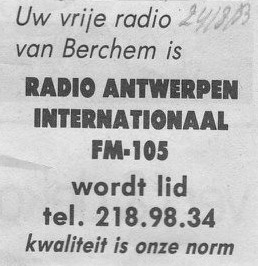 Uw vrije radio 24/8/83
van Berchem is
RADIO ANTWERPEN
INTERNATIONAAL
FM-105
wordt lid
tel. 218.98.34
kwaliteit is onze norm